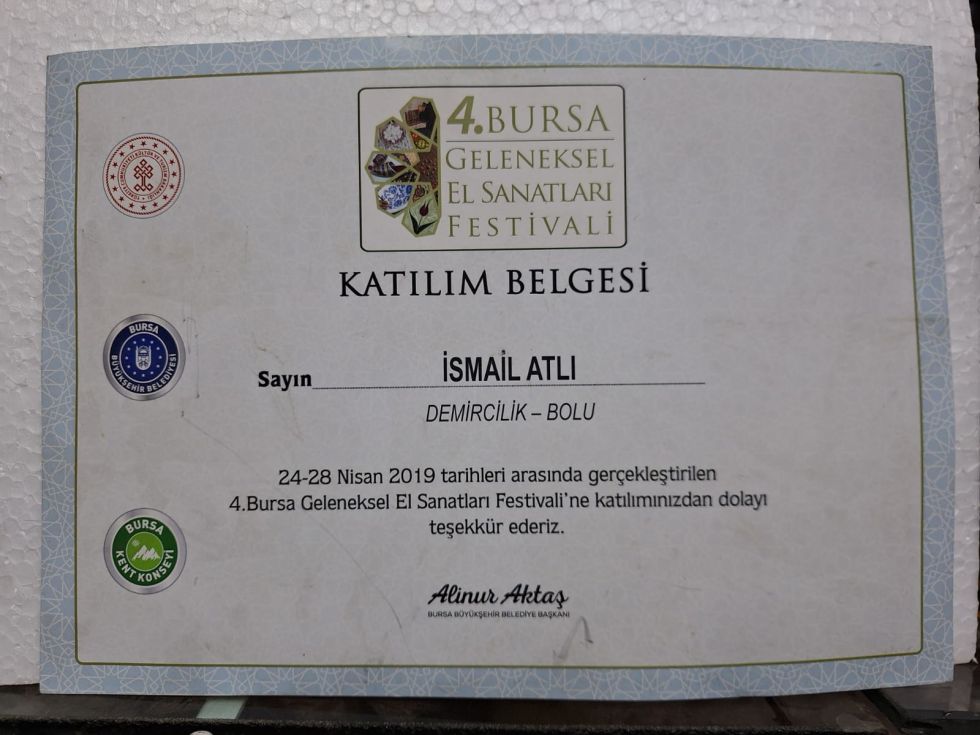 4.BURSA
GELENEKSEL
EL SANATLARI
FESTİVALİ
KATILIM BELGESİ
BURSA
BÜYÜKŞEHİR BELEDİYESİ
Sayın İSMAİL ATLI
DEMİRCİLİK – BOLU
24-28 Nisan 2019 tarihleri arasında gerçekleştirilen
4.Bursa Geleneksel El Sanatları Festivali'ne katılımınızdan dolayı
teşekkür ederiz.
BURSA
KENT KONSEYİ
Alinur Aktaş
BURSA BÜYÜKŞEHİR BELEDİYE BAŞKANI